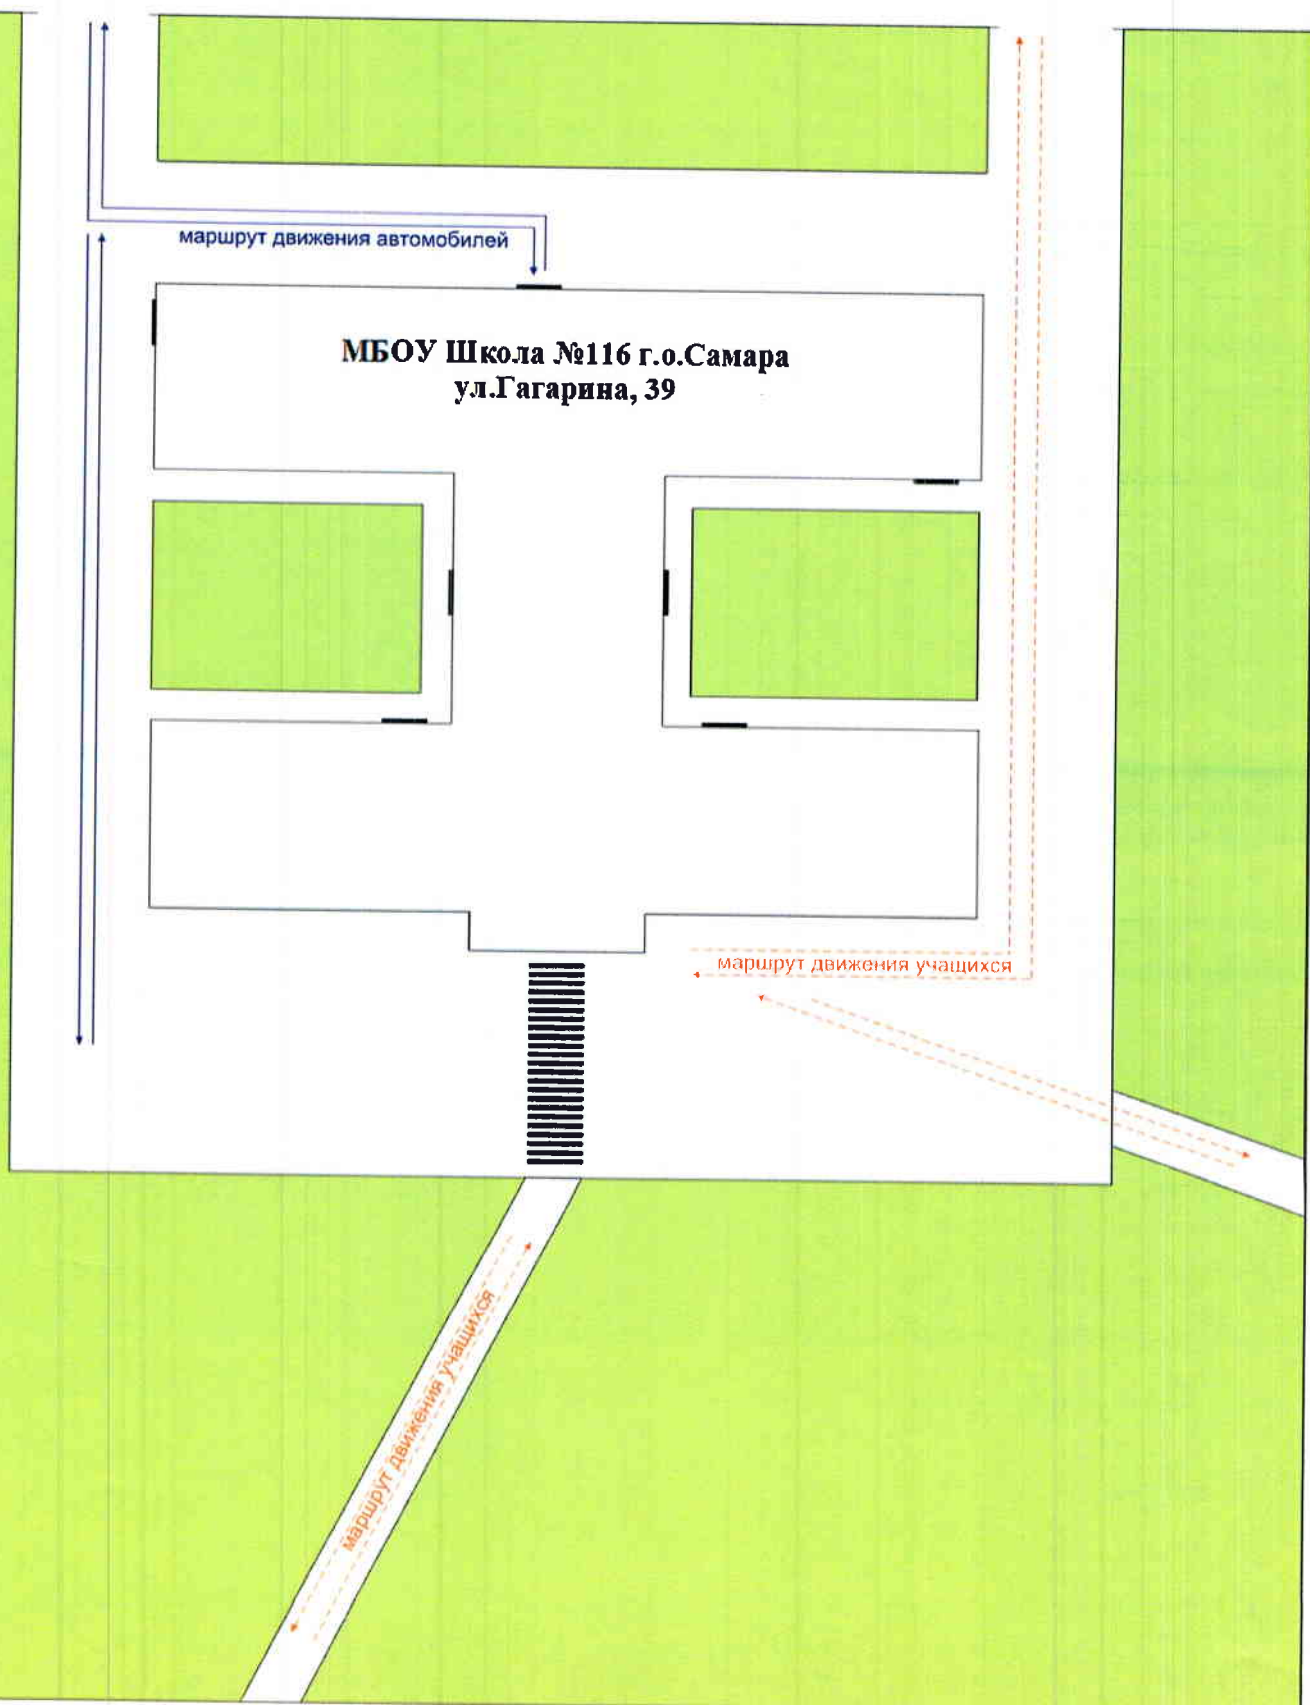 маршрут движения автомобилей
МБОУ Школа №116 г.о.Самара
ул.Гагарина, 39
маршрут движения учащихся
маршрут движения учащихся